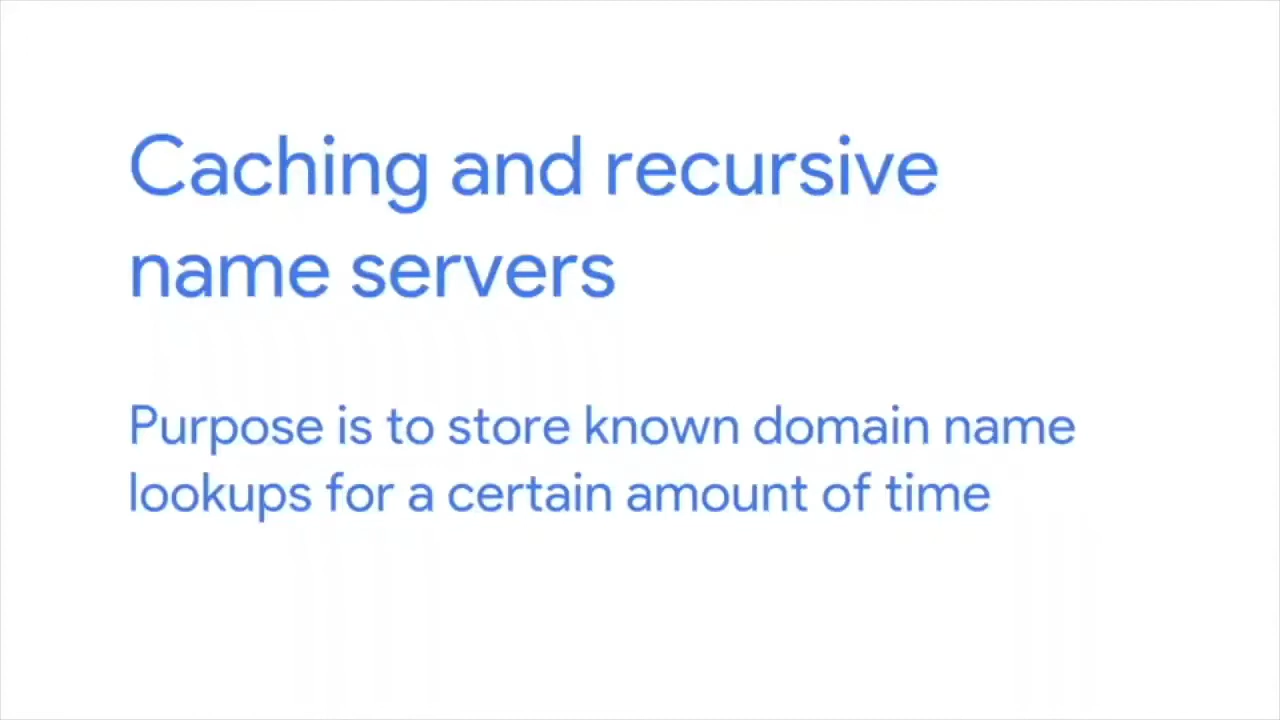 Caching and recursive
name servers
Purpose is to store known domain name
lookups for a certain amount of time